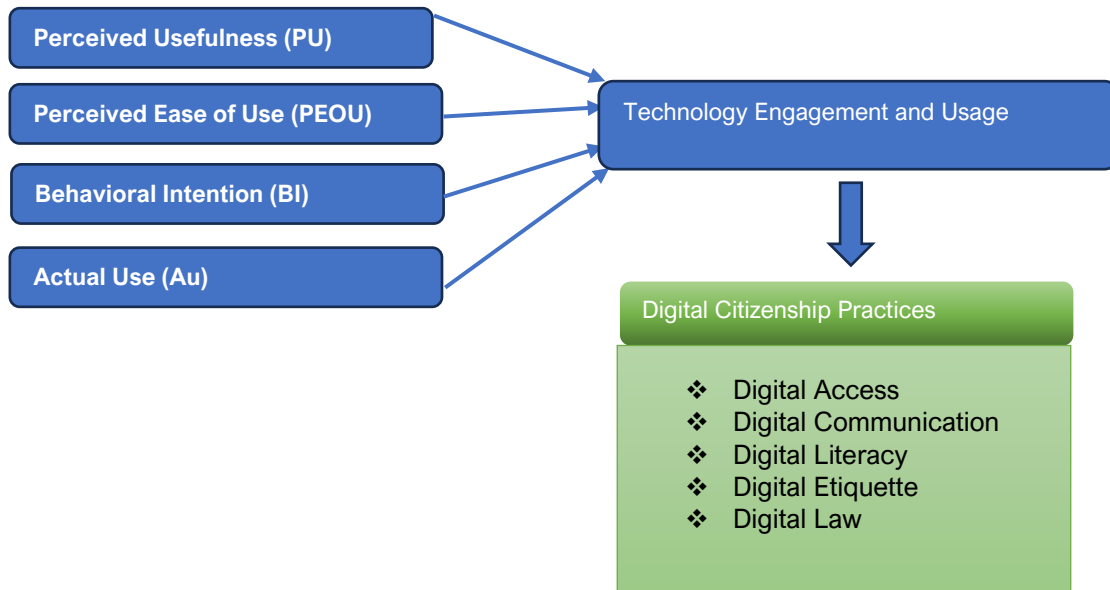 Perceived Usefulness (PU)
Perceived Ease of Use (PEOU)
Technology Engagement and Usage
Behavioral Intention (BI)
Actual Use (Au)
Digital Citizenship Practices
❖ Digital Access
❖ Digital Communication
❖ Digital Literacy
❖ Digital Etiquette
❖ Digital Law